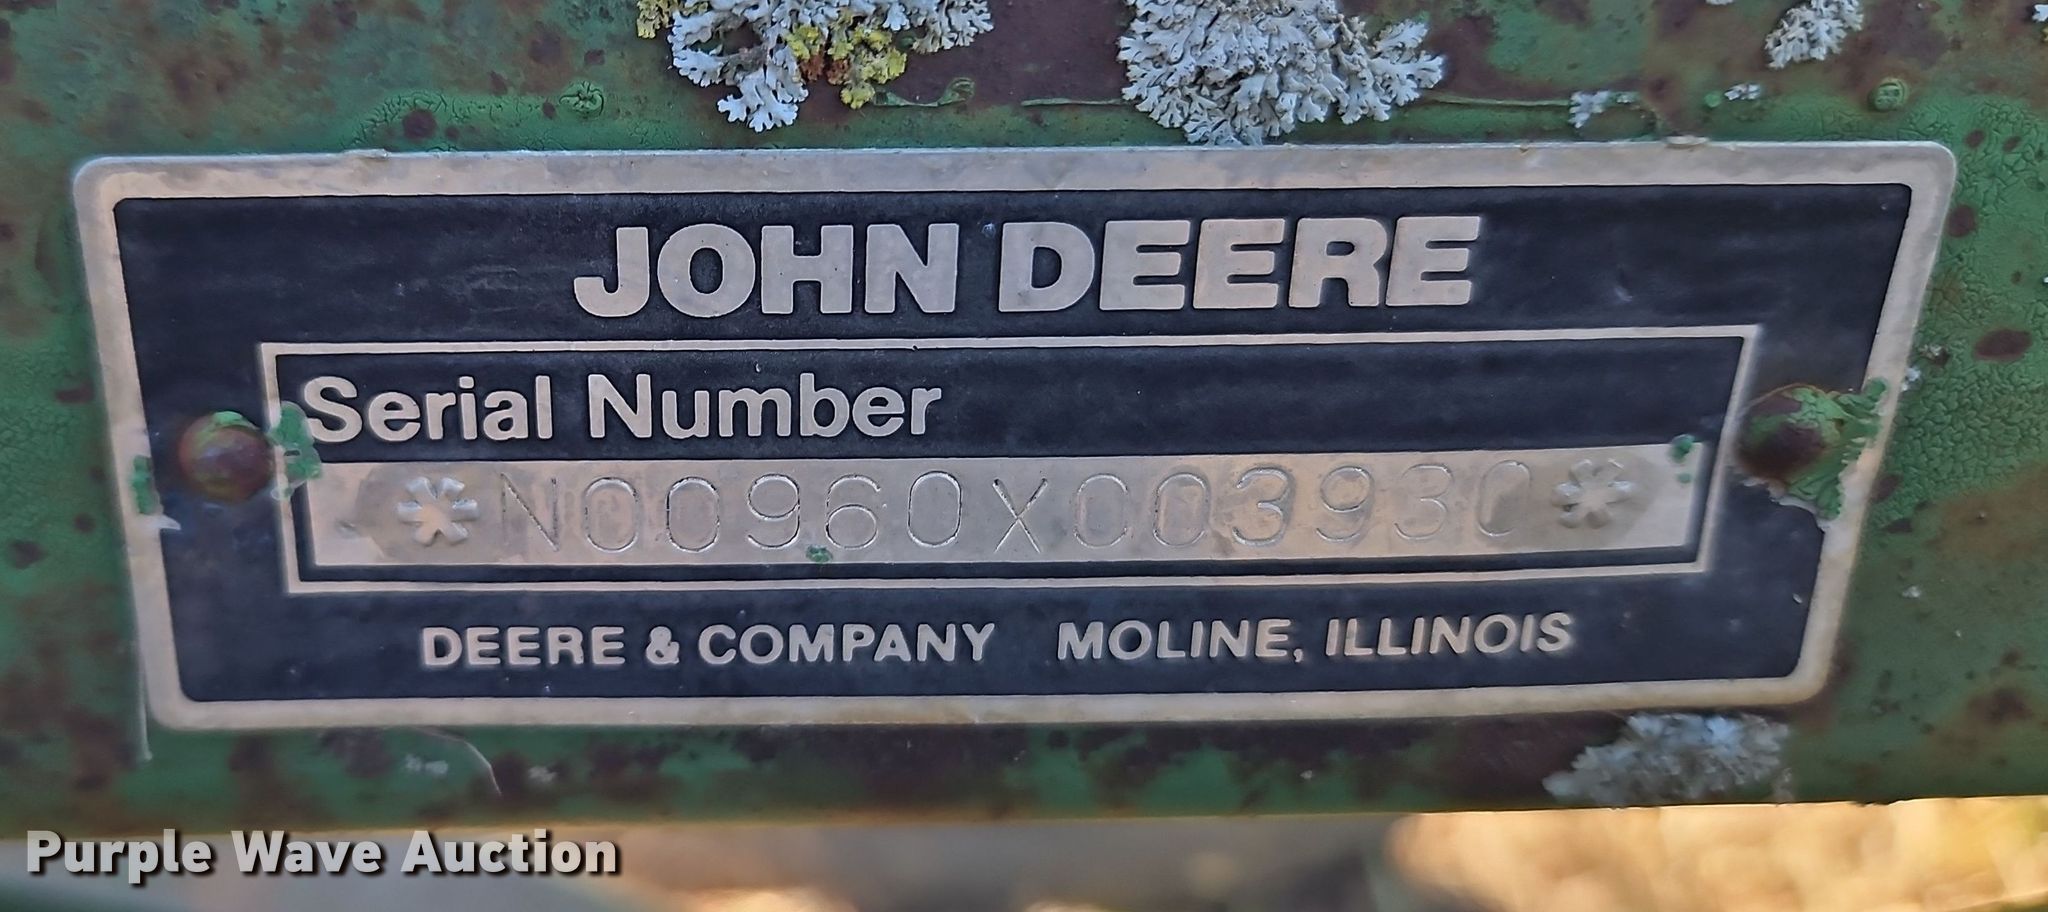 JOHN DEERE
Serial Number
*N00960X003930*
DEERE & COMPANY MOLINE, ILLINOIS
Purple Wave Auction